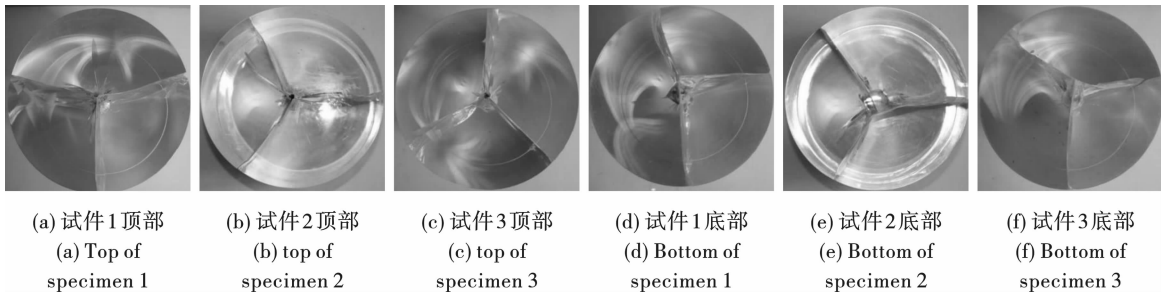 (a) 试件1顶部
(a) Top of
specimen 1
(b) 试件2顶部
(b) top of
specimen 2
(c) 试件3顶部
(c) top of
specimen 3
(d) 试件1底部
(d) Bottom of
specimen 1
(e) 试件2底部
(e) Bottom of
specimen 2
(f) 试件3底部
(f) Bottom of
specimen 3